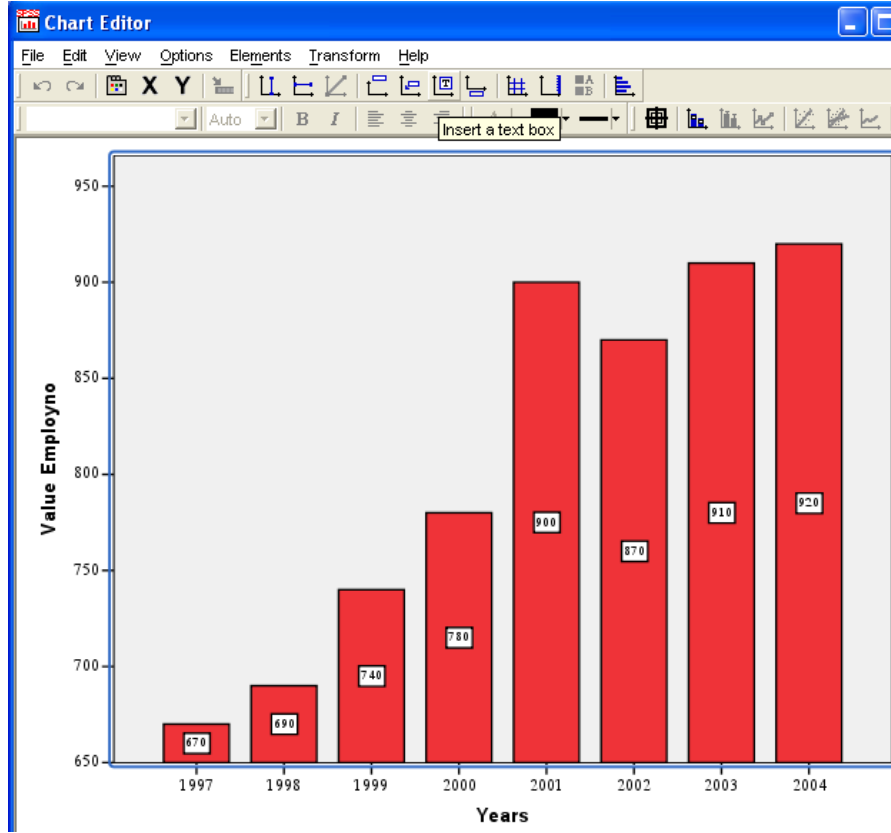 Chart Editor
File Edit View Options Elements Transform Help
X Y T A B
Auto B I
Insert a text box
950
900
850
800
750
700
650
Value Employno
670
690
740
780
900
870
910
920
1997 1998 1999 2000 2001 2002 2003 2004
Years